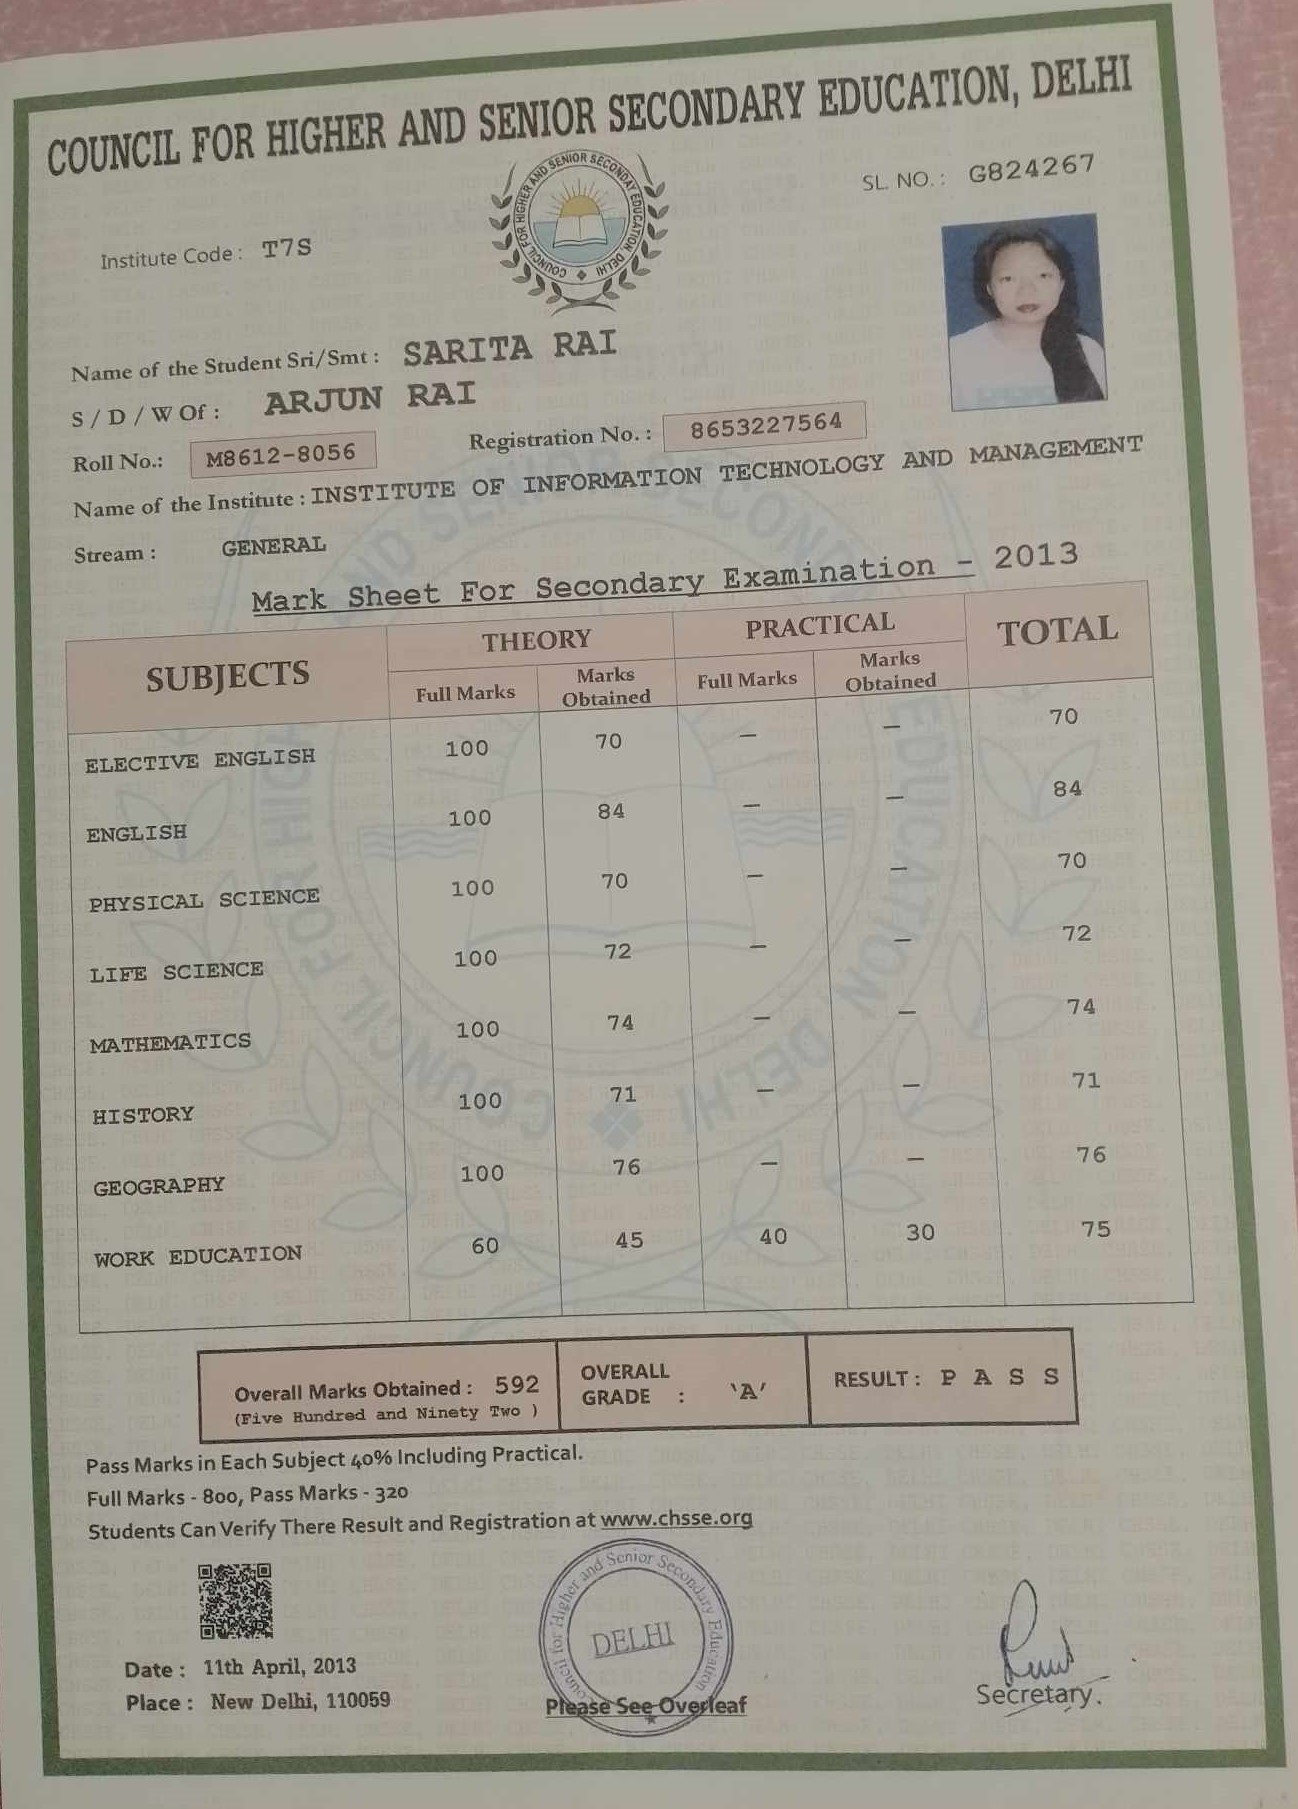 COUNCIL FOR HIGHER AND SENIOR SECONDARY EDUCATION, DELHI
SL. NO. : G824267
COUNCIL FOR HIGHER AND SENIOR SECONDAY EDUCATION, DELHI
Institute Code : T7S
Name of the Student Sri/Smt : SARITA RAI
S / D / W Of : ARJUN RAI
Roll No.: M8612-8056 Registration No. : 8653227564
Name of the Institute : INSTITUTE OF INFORMATION TECHNOLOGY AND MANAGEMENT
Stream : GENERAL
Mark Sheet For Secondary Examination - 2013
SUBJECTS THEORY PRACTICAL TOTAL
Full Marks Marks Obtained Full Marks Marks Obtained
ELECTIVE ENGLISH 100 70 — — 70
ENGLISH 100 84 — — 84
PHYSICAL SCIENCE 100 70 — — 70
LIFE SCIENCE 100 72 — — 72
MATHEMATICS 100 74 — — 74
HISTORY 100 71 — — 71
GEOGRAPHY 100 76 — — 76
WORK EDUCATION 60 45 40 30 75
Overall Marks Obtained : 592
(Five Hundred and Ninety Two )
OVERALL
GRADE : 'A'
RESULT : P A S S
Pass Marks in Each Subject 40% Including Practical.
Full Marks - 800, Pass Marks - 320
Students Can Verify There Result and Registration at www.chsse.org
Council for Higher and Senior Secondary Education
DELHI
Date : 11th April, 2013
Place : New Delhi, 110059
Please See Overleaf
Secretary.